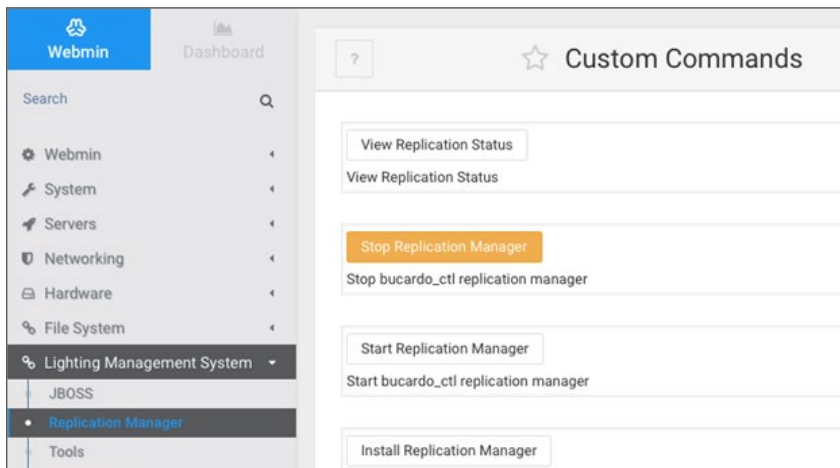 Webmin
Dashboard
Search
Webmin
System
Servers
Networking
Hardware
File System
Lighting Management System
JBOSS
Replication Manager
Tools
?
Custom Commands
View Replication Status
View Replication Status
Stop Replication Manager
Stop bucardo_ctl replication manager
Start Replication Manager
Start bucardo_ctl replication manager
Install Replication Manager